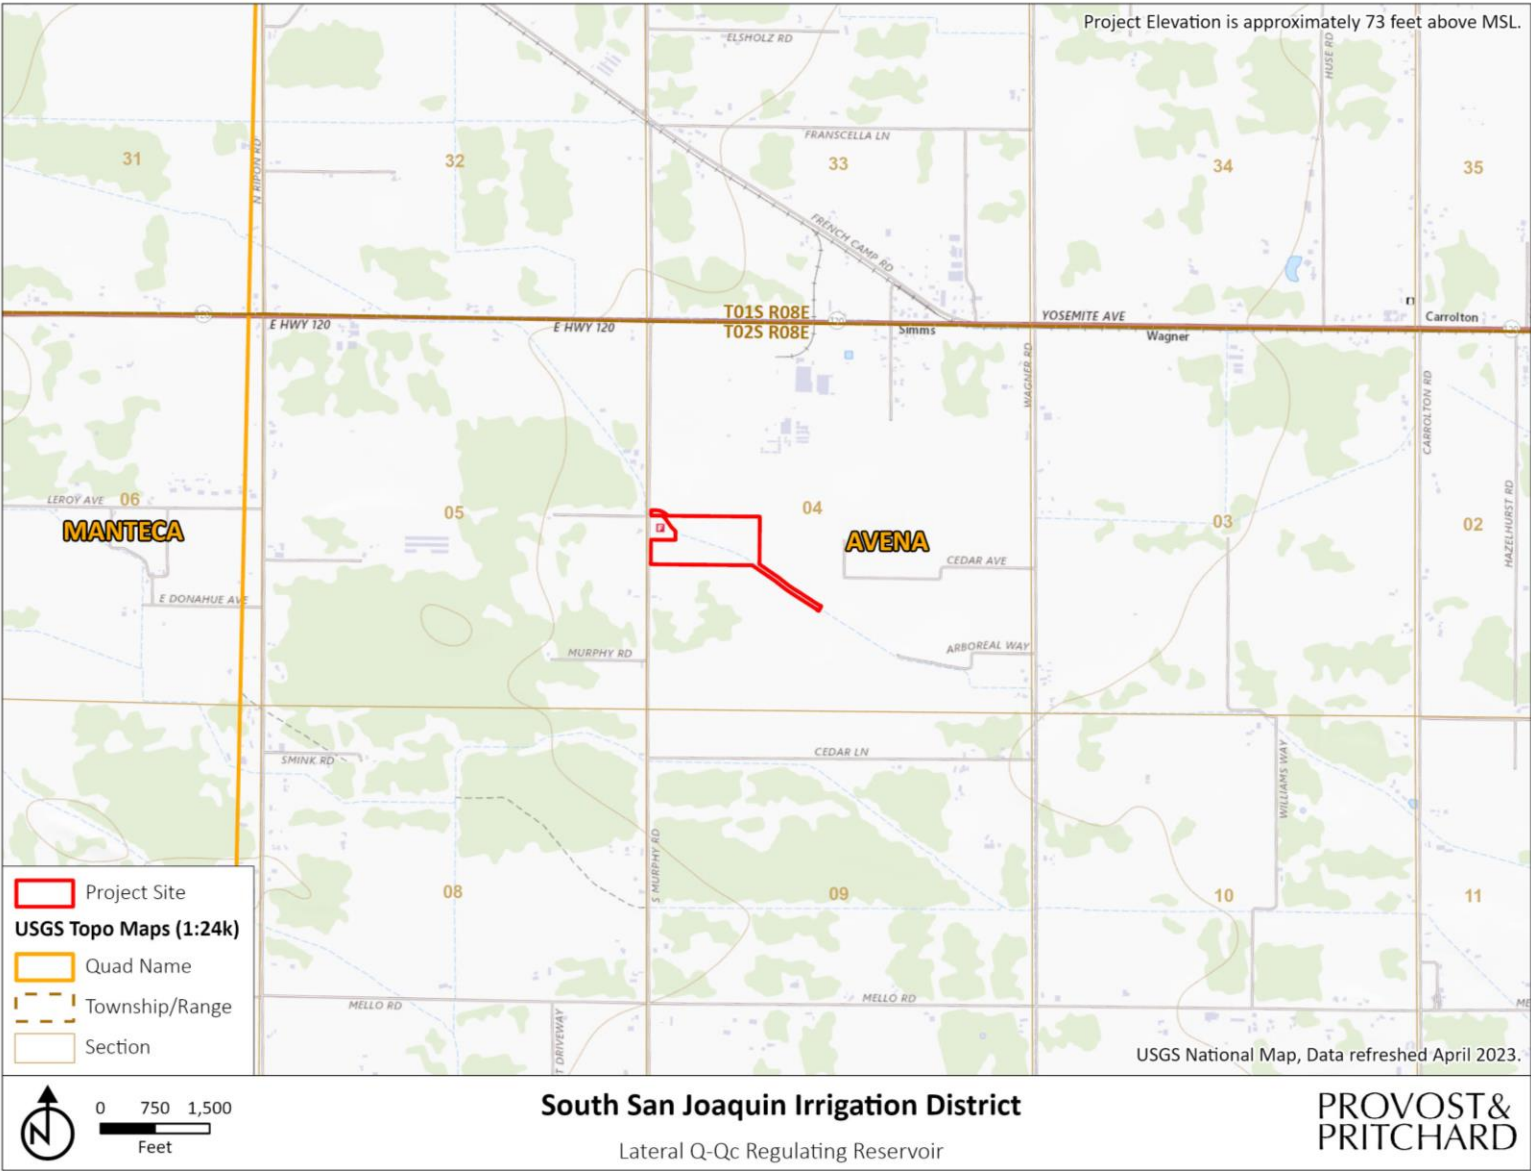 Project Elevation is approximately 73 feet above MSL.
ELSHOLZ RD
HUSE RD
FRANSCELLA LN
N RIPON RD
31
32
33
34
35
FRENCH CAMP RD
T01S R08E
E HWY 120
E HWY 120
YOSEMITE AVE
Carrolton
T02S R08E
Simms
Wagner
WAGNER RD
CARROLTON RD
LEROY AVE
06
05
04
03
02
HAZELHURST RD
MANTECA
AVENA
CEDAR AVE
E DONAHUE AVE
MURPHY RD
ARBOREAL WAY
SMINK RD
CEDAR LN
WILLIAMS WAY
S MURPHY RD
08
09
10
11
MELLO RD
MELLO RD
ME
T DRIVEWAY
Project Site
USGS Topo Maps (1:24k)
Quad Name
Township/Range
Section
USGS National Map, Data refreshed April 2023.
N
0 750 1,500
Feet
South San Joaquin Irrigation District
Lateral Q-Qc Regulating Reservoir
PROVOST&
PRITCHARD